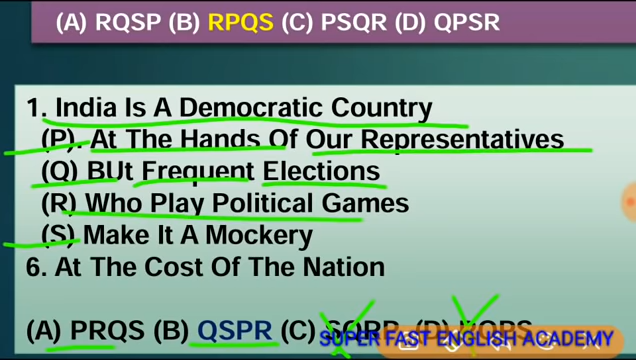 (A) RQSP (B) RPQS (C) PSQR (D) QPSR
1. India Is A Democratic Country
(P). At The Hands Of Our Representatives
(Q) BUt Frequent Elections
(R) Who Play Political Games
(S) Make It A Mockery
6. At The Cost Of The Nation
(A) PRQS (B) QSPR (C) SQRP (D)
SUPER FAST ENGLISH ACADEMY